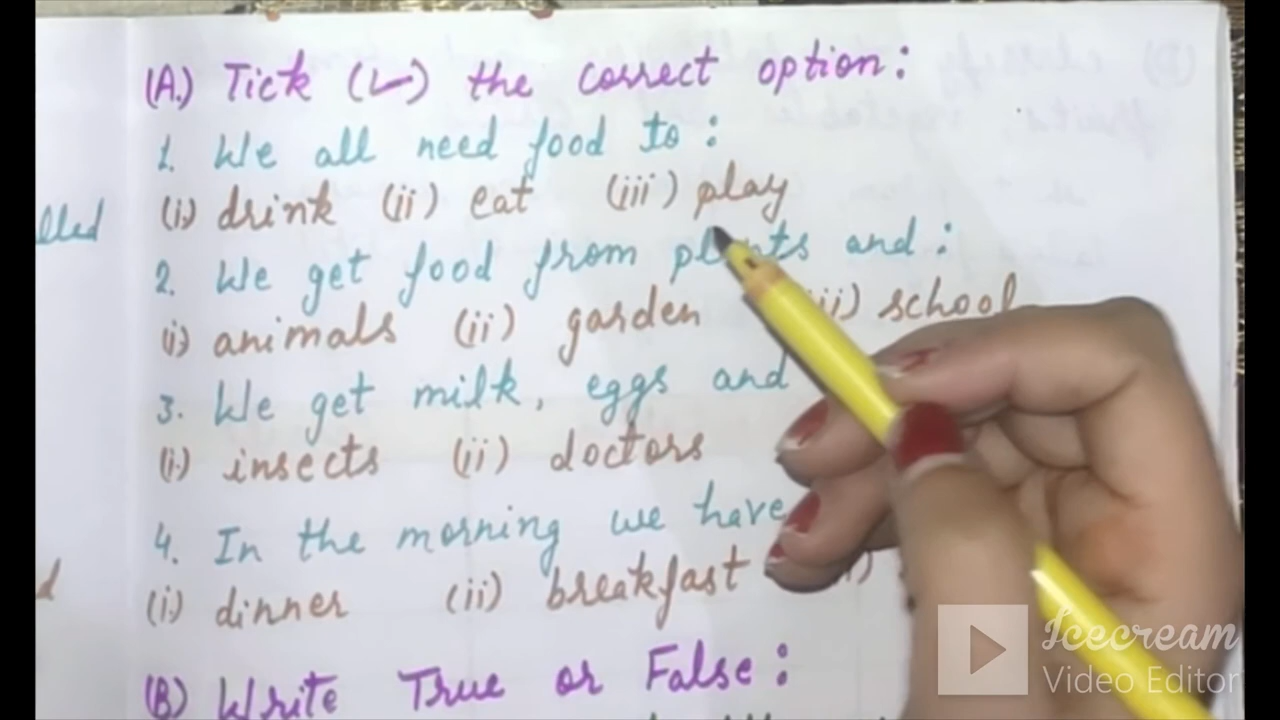 (A.) Tick (✓) the correct option:
1. We all need food to:
(i) drink (ii) eat (iii) play
lled
2. We get food from plants and:
(i) animals (ii) garden (iii) school
3. We get milk, eggs and
(i) insects (ii) doctors
4. In the morning we have
(i) dinner (ii) breakfast
(B) Write True or False:
Icecream
Video Editor